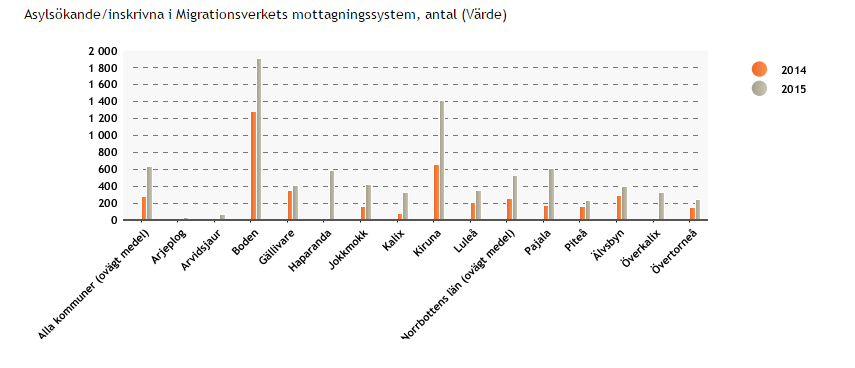 Asylsökande/inskrivna i Migrationsverkets mottagningssystem, antal (Värde)
2 000
1 800
1 600
1 400
1 200
1 000
800
600
400
200
0
2014
2015
Alla kommuner (ovägt medel)
Arjeplog
Arvidsjaur
Boden
Gällivare
Haparanda
Jokkmokk
Kalix
Kiruna
Luleå
Norrbottens län (ovägt medel)
Pajala
Piteå
Älvsbyn
Överkalix
Övertorneå